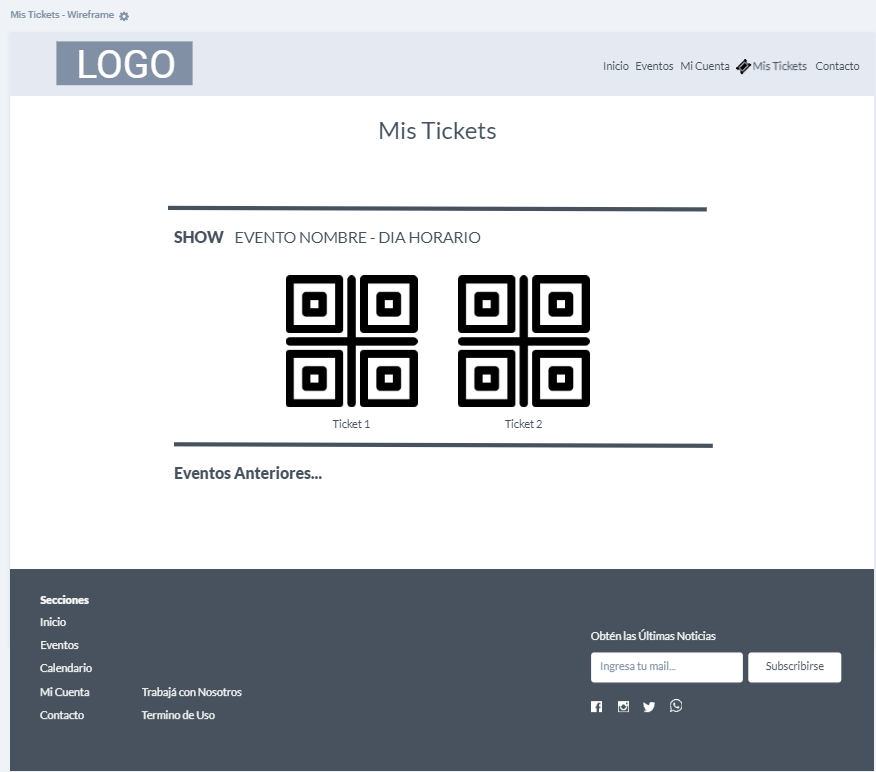 Mis Tickets - Wireframe
LOGO
Inicio Eventos Mi Cuenta Mis Tickets Contacto
Mis Tickets
SHOW EVENTO NOMBRE - DIA HORARIO
Ticket 1 Ticket 2
Eventos Anteriores...
Secciones
Inicio
Eventos
Calendario
Mi Cuenta Trabajá con Nosotros
Contacto Termino de Uso
Obtén las Últimas Noticias
Ingresa tu mail... Subscribirse